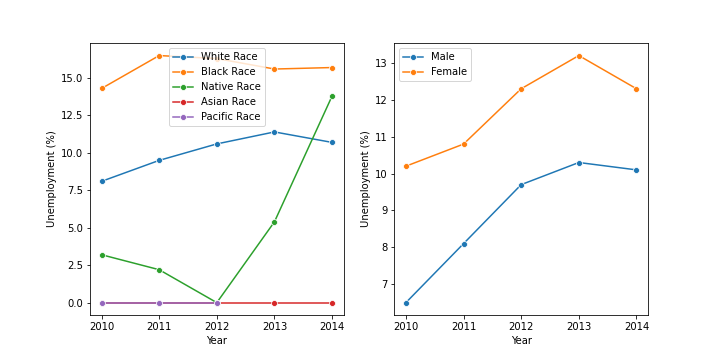 White Race
Black Race
Native Race
Asian Race
Pacific Race
15.0
12.5
10.0
7.5
5.0
2.5
0.0
Unemployment (%)
2010 2011 2012 2013 2014
Year
Male
Female
13
12
11
10
9
8
7
Unemployment (%)
2010 2011 2012 2013 2014
Year